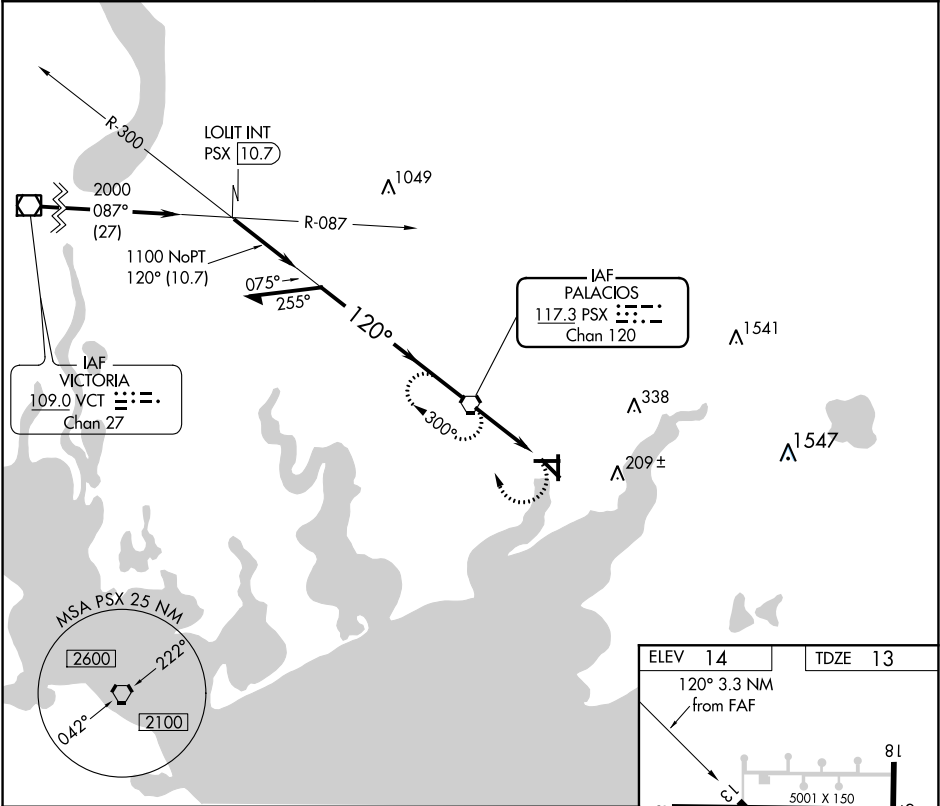 R-300
LOLIT INT
PSX 10.7
1049
2000
087°
(27)
R-087
1100 NoPT
120° (10.7)
075°
255°
120°
IAF
PALACIOS
117.3 PSX
Chan 120
1541
IAF
VICTORIA
109.0 VCT
Chan 27
338
300°
1547
209 ±
MSA PSX 25 NM
2600
222°
042°
2100
ELEV 14
TDZE 13
120° 3.3 NM
from FAF
18
13
5001 X 150